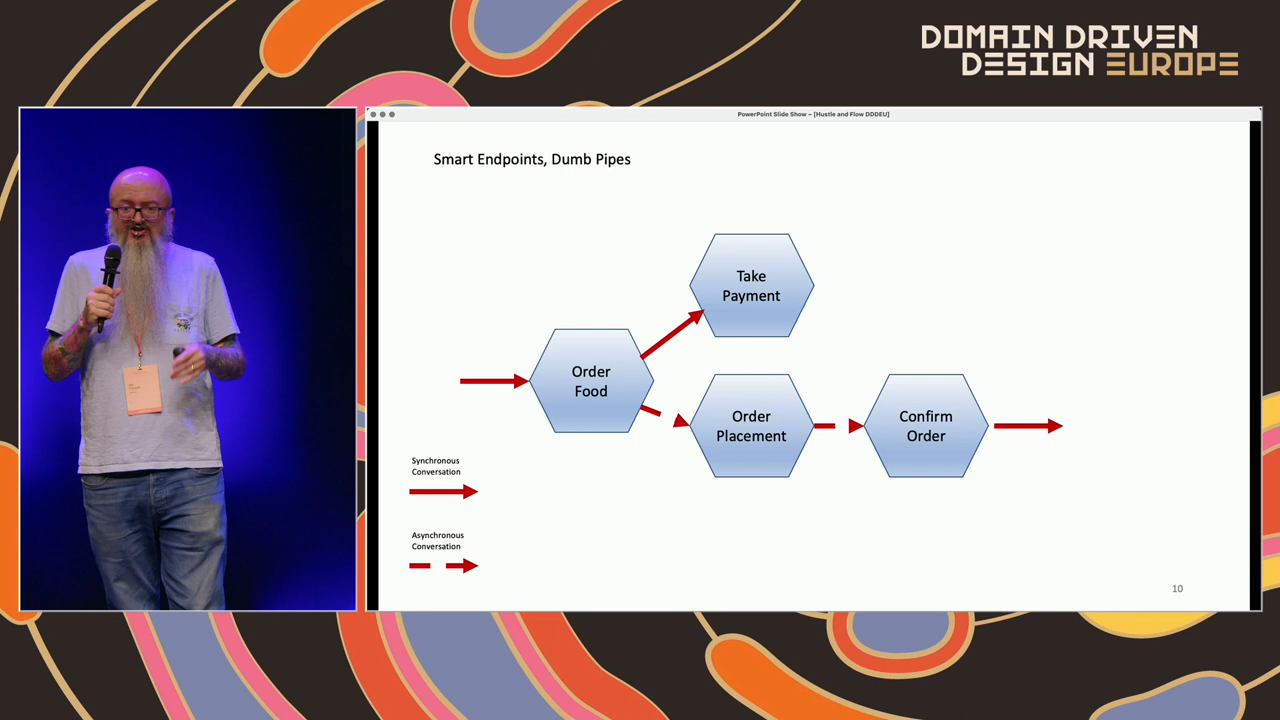 DOMAIN DRIVEN
DESIGN EUROPE
PowerPoint Slide Show – [Hustle and Flow DDDEU]
Smart Endpoints, Dumb Pipes
Take
Payment
Order
Food
Order
Placement
Confirm
Order
Synchronous
Conversation
Asynchronous
Conversation
10